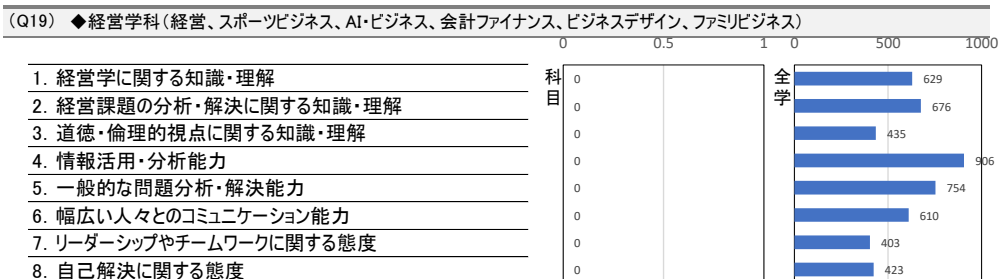 (Q19) ◆経営学科(経営、スポーツビジネス、AI・ビジネス、会計ファイナンス、ビジネスデザイン、ファミリビジネス)
0 0.5 1 0 500 1000
1. 経営学に関する知識・理解 科目 0 全学 629
2. 経営課題の分析・解決に関する知識・理解 0 676
3. 道徳・倫理的視点に関する知識・理解 0 435
4. 情報活用・分析能力 0 906
5. 一般的な問題分析・解決能力 0 754
6. 幅広い人々とのコミュニケーション能力 0 610
7. リーダーシップやチームワークに関する態度 0 403
8. 自己解決に関する態度 0 423